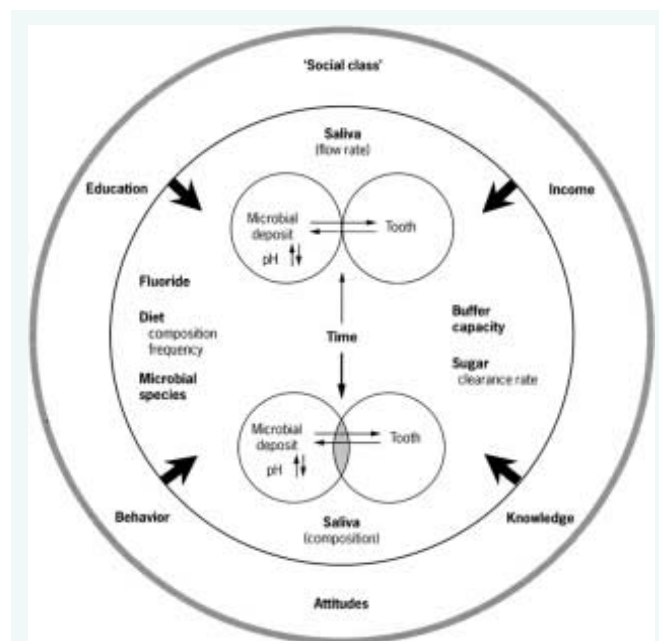 'Social class'
Saliva
(flow rate)
Education
Income
Microbial
deposit
pH
Tooth
Fluoride
Diet
composition
frequency
Microbial
species
Time
Buffer
capacity
Sugar
clearance rate
Microbial
deposit
pH
Tooth
Behavior
Saliva
(composition)
Knowledge
Attitudes